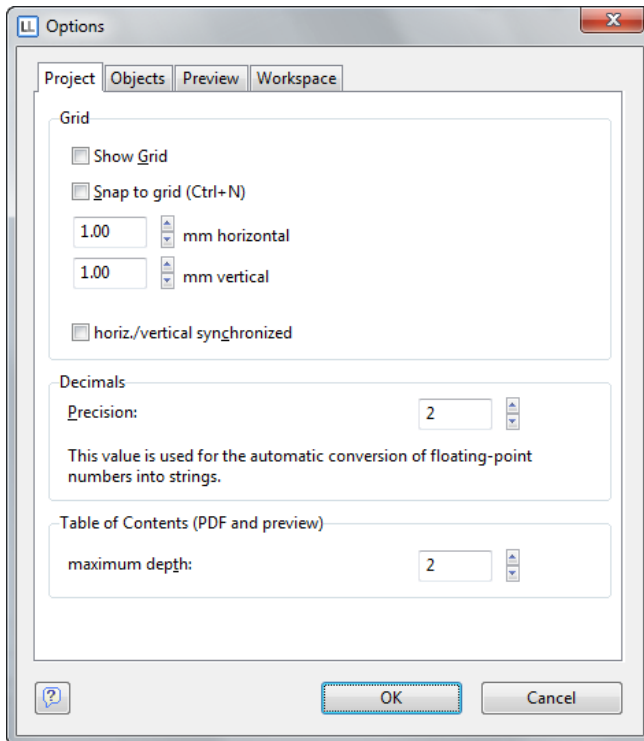 LL Options
X
Project Objects Preview Workspace
Grid
Show Grid
Snap to grid (Ctrl+N)
1.00 mm horizontal
1.00 mm vertical
horiz./vertical synchronized
Decimals
Precision: 2
This value is used for the automatic conversion of floating-point
numbers into strings.
Table of Contents (PDF and preview)
maximum depth: 2
? OK Cancel